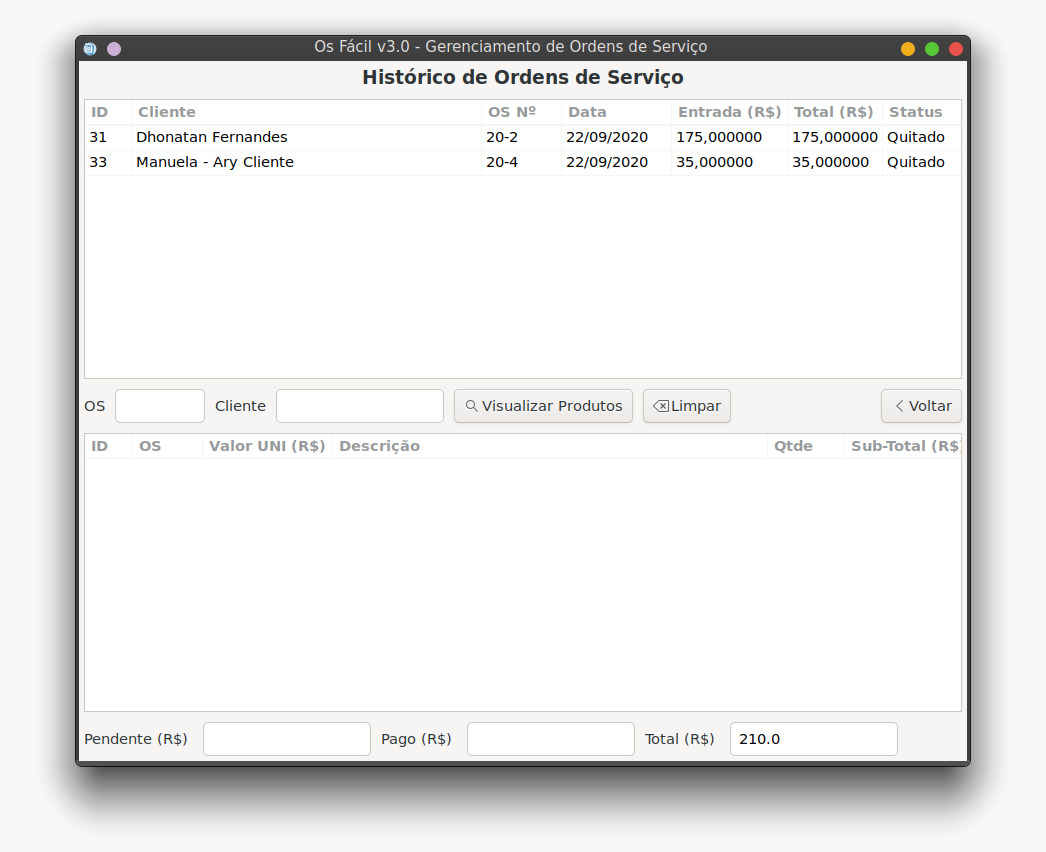 Os Fácil v3.0 - Gerenciamento de Ordens de Serviço
Histórico de Ordens de Serviço
ID Cliente OS Nº Data Entrada (R$) Total (R$) Status
31 Dhonatan Fernandes 20-2 22/09/2020 175,000000 175,000000 Quitado
33 Manuela - Ary Cliente 20-4 22/09/2020 35,000000 35,000000 Quitado
OS Cliente Visualizar Produtos Limpar Voltar
ID OS Valor UNI (R$) Descrição Qtde Sub-Total (R$
Pendente (R$) Pago (R$) Total (R$) 210.0